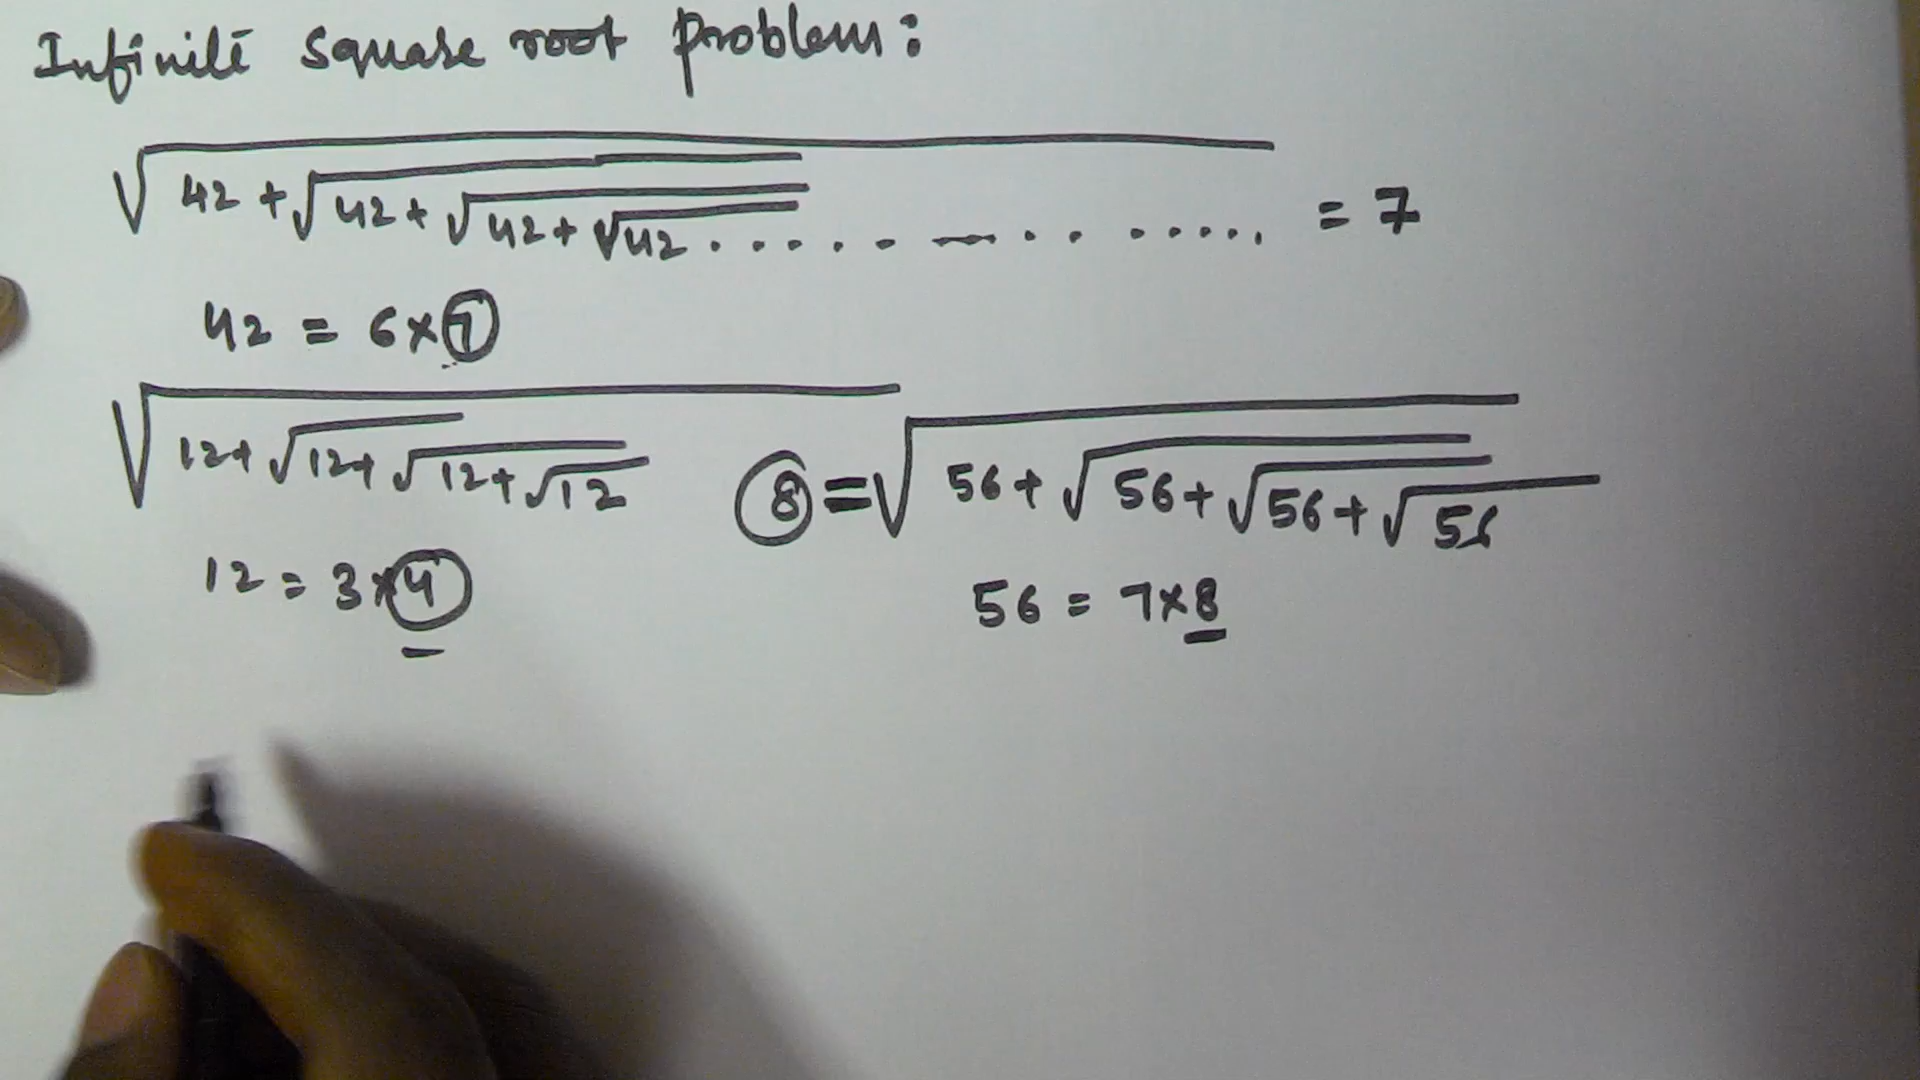 Infinite square root problem:
√42 + √42 + √42 + √42 . . . . . — . . . . . . . . = 7
42 = 6 × 7
√12 + √12 + √12 + √12
8 = √56 + √56 + √56 + √56
12 = 3 × 4
56 = 7 × 8